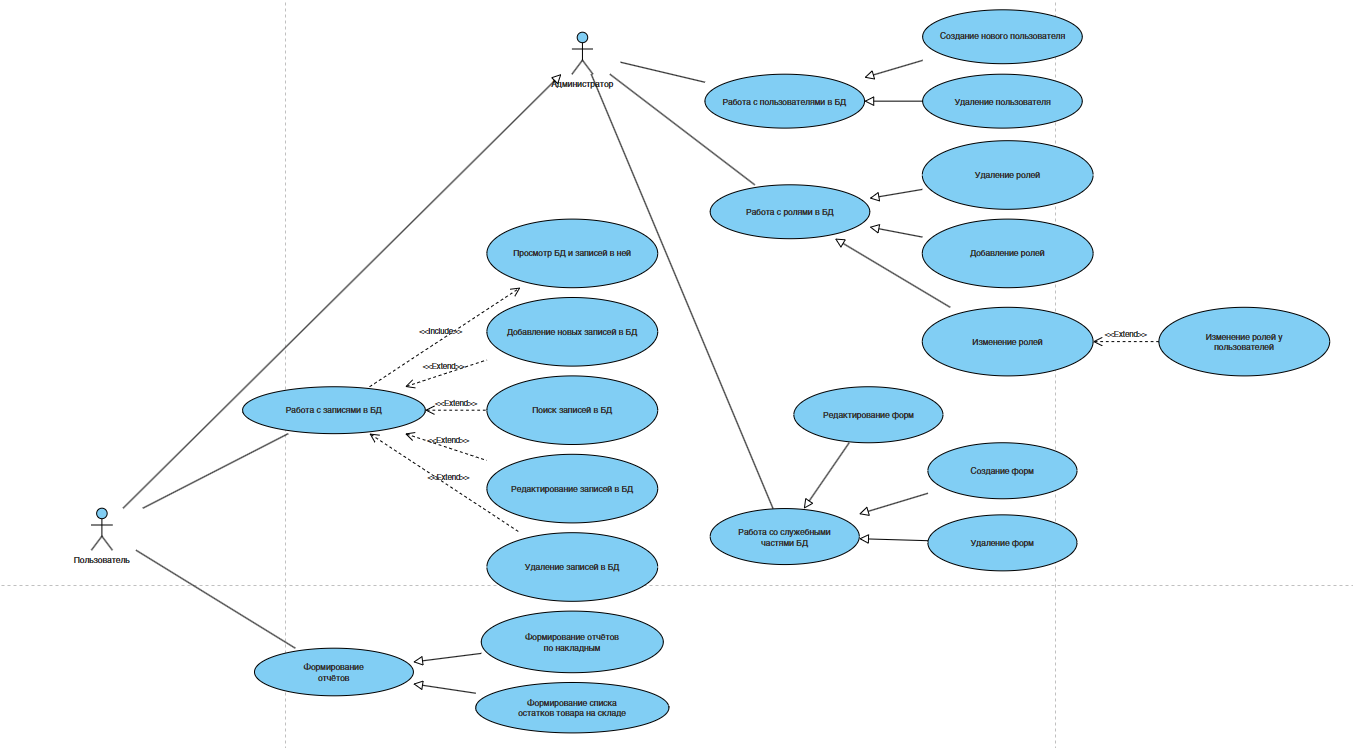 Создание нового пользователя
Администратор
Работа с пользователями в БД
Удаление пользователя
Удаление ролей
Работа с ролями в БД
Добавление ролей
Просмотр БД и записей в ней
<<Include>>
Добавление новых записей в БД
Изменение ролей
<<Extend>>
Изменение ролей у
пользователей
<<Extend>>
Работа с записями в БД
<<Extend>>
Поиск записей в БД
Редактирование форм
<<Extend>>
Создание форм
<<Extend>>
Редактирование записей в БД
Работа со служебными
частями БД
Удаление форм
Пользователь
Удаление записей в БД
Формирование отчётов
по накладным
Формирование
отчётов
Формирование списка
остатков товара на складе